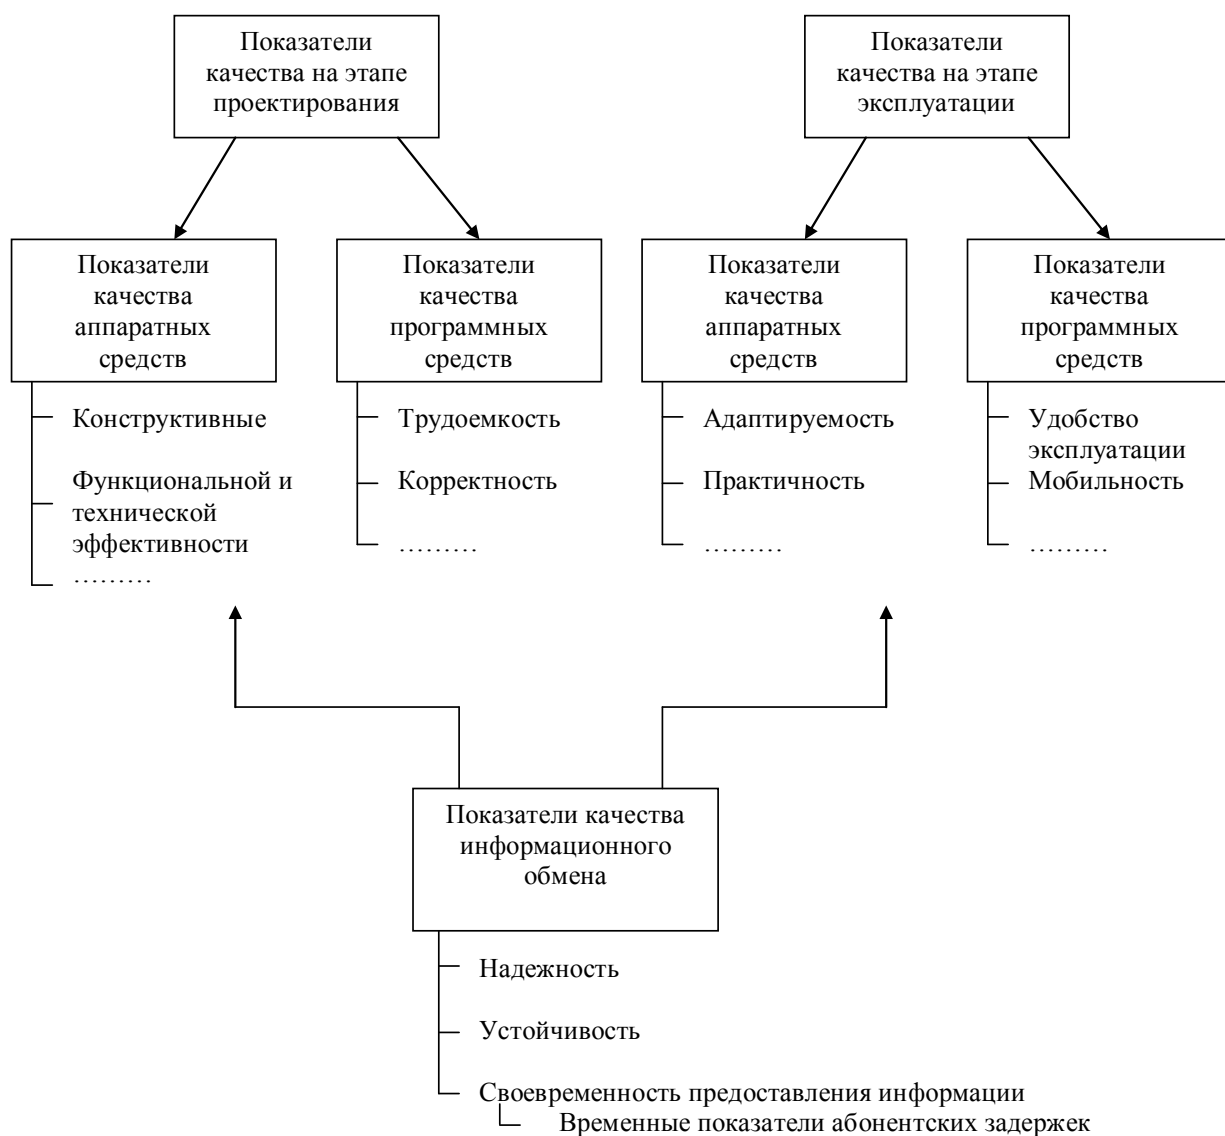 Показатели
качества на этапе
проектирования
Показатели
качества на этапе
эксплуатации
Показатели
качества
аппаратных
средств
Показатели
качества
программных
средств
Показатели
качества
аппаратных
средств
Показатели
качества
программных
средств
Конструктивные
Функциональной и
технической
эффективности
………
Трудоемкость
Корректность
………
Адаптируемость
Практичность
………
Удобство
эксплуатации
Мобильность
………
Показатели качества
информационного
обмена
Надежность
Устойчивость
Своевременность предоставления информации
Временные показатели абонентских задержек